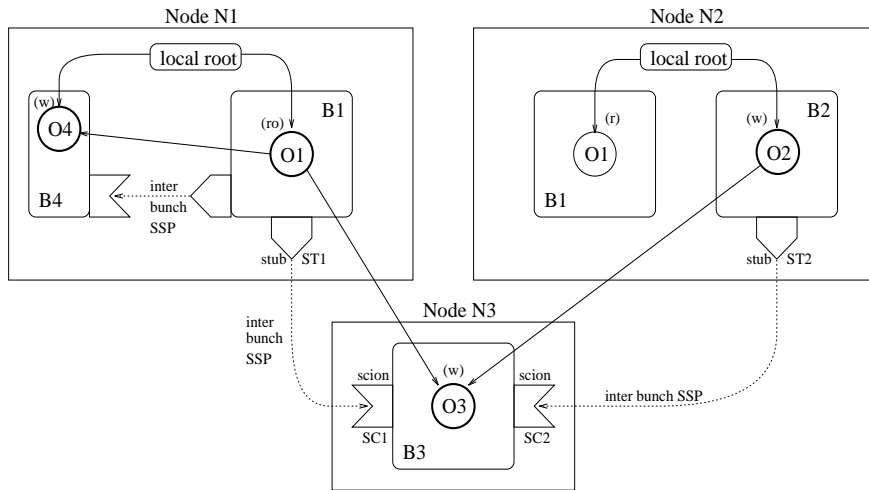 Node N1
Node N2
local root
local root
(w)
O4
B4
B1
(ro)
O1
inter
bunch
SSP
stub
ST1
(r)
O1
B1
(w)
B2
O2
stub
ST2
inter
bunch
SSP
Node N3
scion
(w)
scion
O3
SC1
B3
SC2
inter bunch SSP